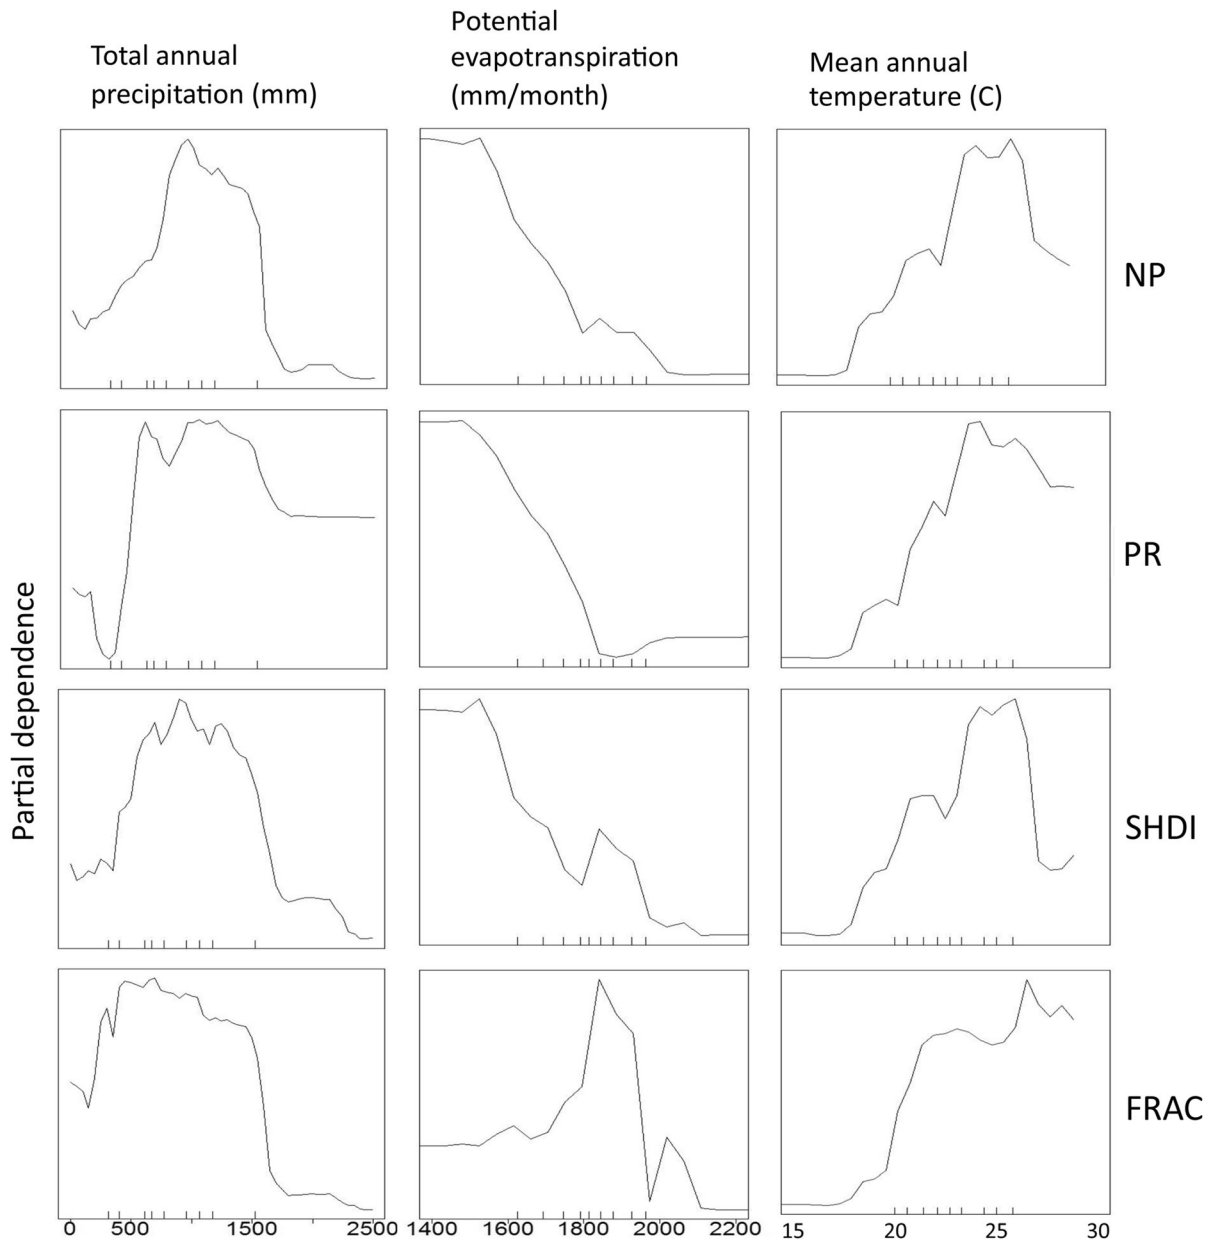 Total annual
precipitation (mm)
Potential
evapotranspiration
(mm/month)
Mean annual
temperature (C)
NP
PR
Partial dependence
SHDI
FRAC
0 500 1500 2500
1400 1600 1800 2000 2200
15 20 25 30